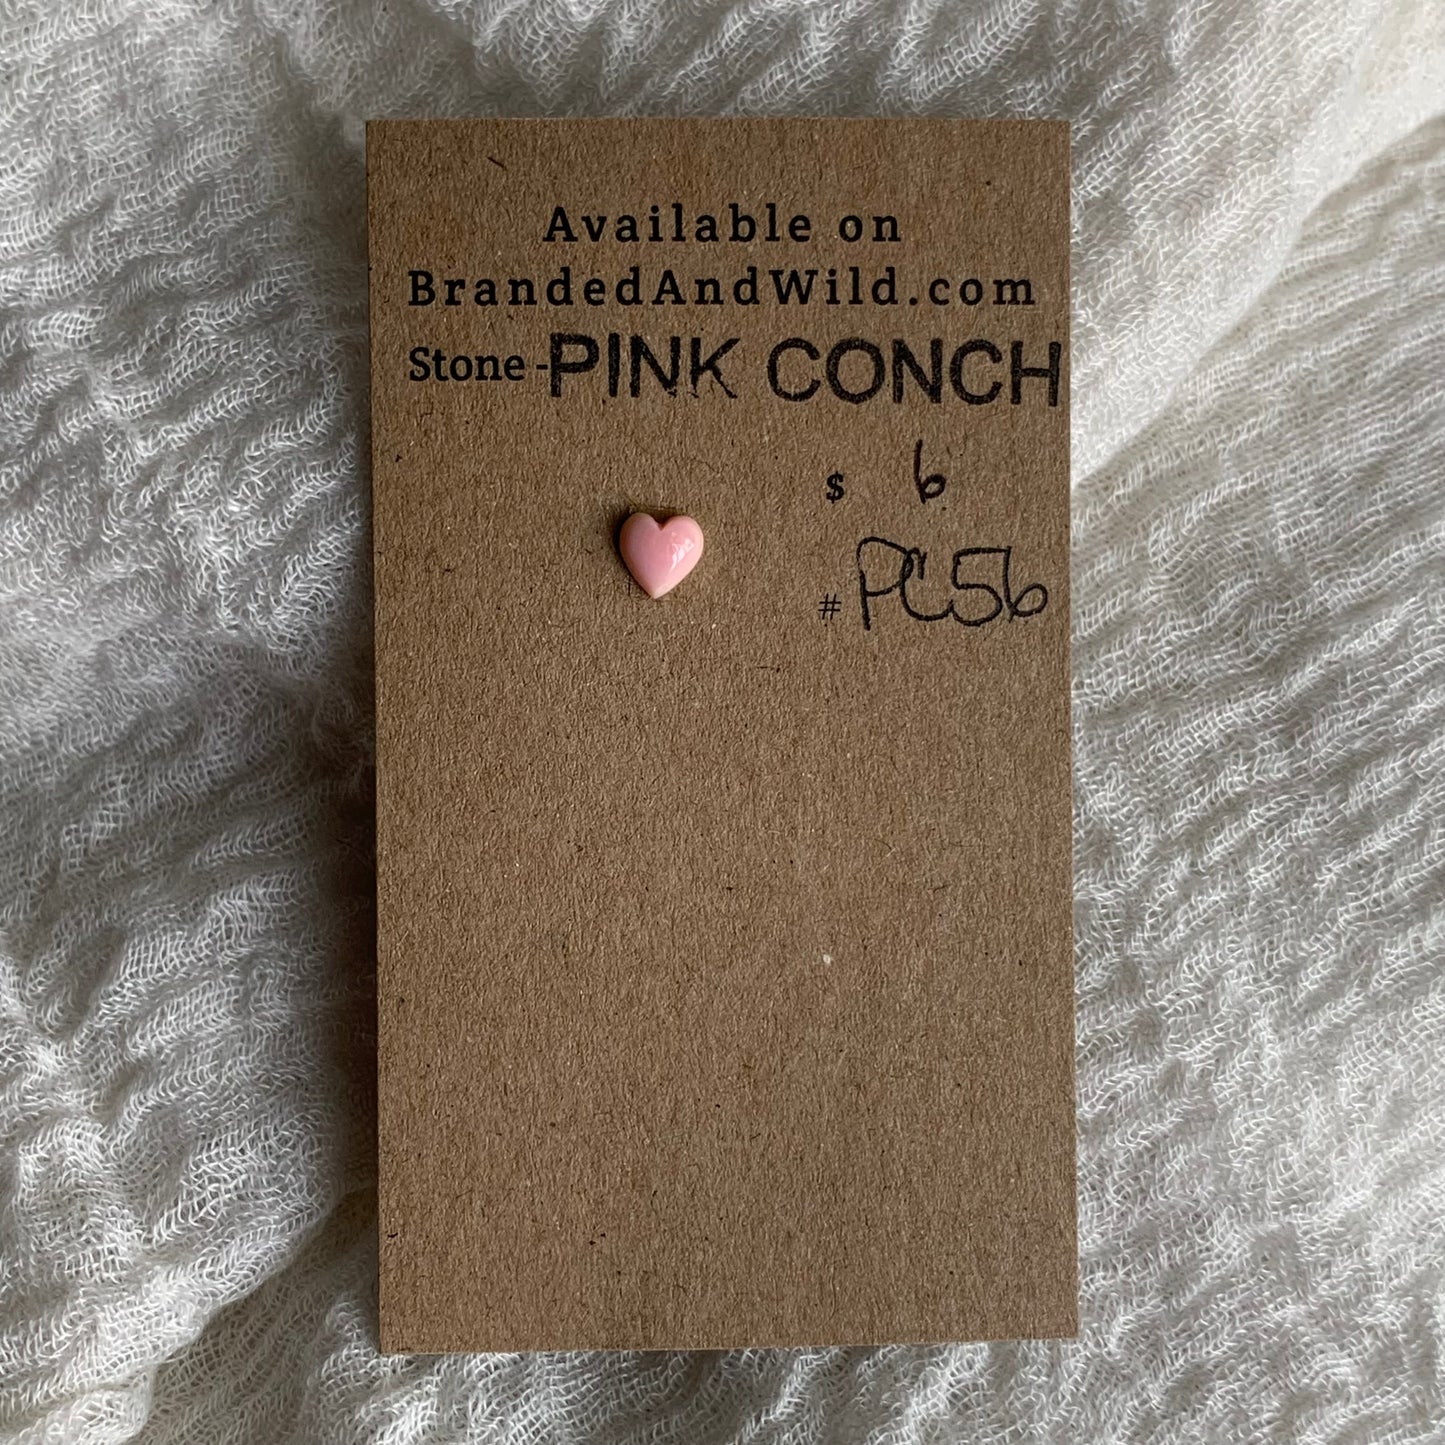 Available on
BrandedAndWild.com
Stone - PINK CONCH
$ 6
# PC56